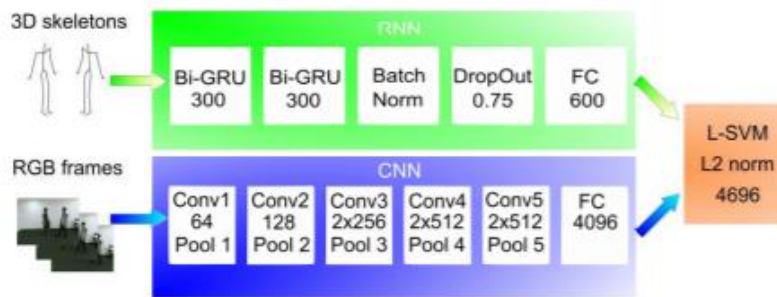 3D skeletons
RNN
Bi-GRU
300
Bi-GRU
300
Batch
Norm
DropOut
0.75
FC
600
L-SVM
L2 norm
4696
RGB frames
CNN
Conv1
64
Pool 1
Conv2
128
Pool 2
Conv3
2x256
Pool 3
Conv4
2x512
Pool 4
Conv5
2x512
Pool 5
FC
4096